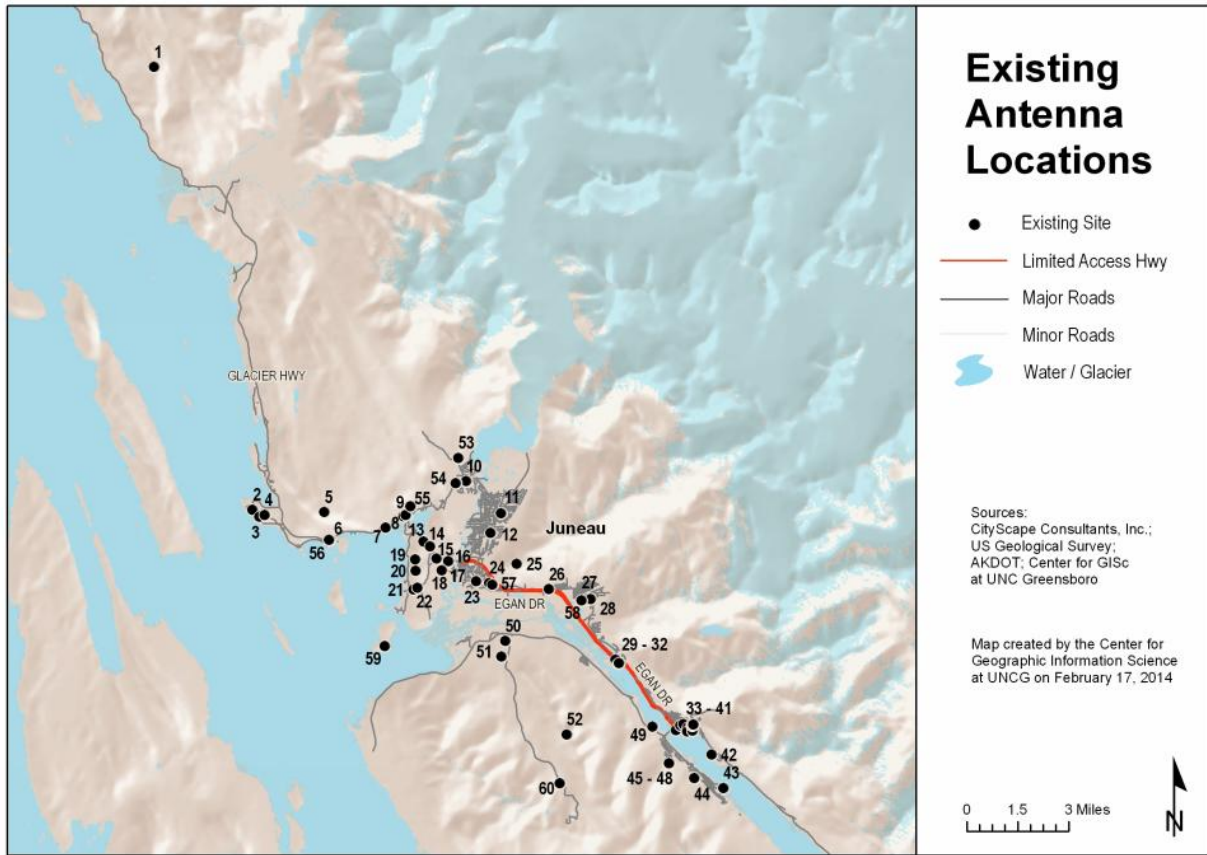 Existing
Antenna
Locations
Existing Site
Limited Access Hwy
Major Roads
Minor Roads
Water / Glacier
Sources:
CityScape Consultants, Inc.;
US Geological Survey;
AKDOT; Center for GISc
at UNC Greensboro
Map created by the Center for
Geographic Information Science
at UNCG on February 17, 2014
0 1.5 3 Miles
N
1
GLACIER HWY
53
10
54
2 4
5
9 55
11
3
6
8
56
7
13 14
12
Juneau
19
15 16
25
20
18 17
24
26
27
21
22
23
57
58
28
EGAN DR
59
50
51
29 - 32
EGAN DR
52
49
33 - 41
42
45 - 48
43
60
44